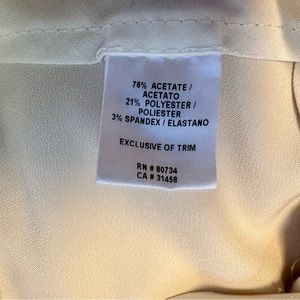 76% ACETATE /
ACETATO
21% POLYESTER /
POLIESTER
3% SPANDEX / ELASTANO
EXCLUSIVE OF TRIM
RN # 80734
CA # 31458